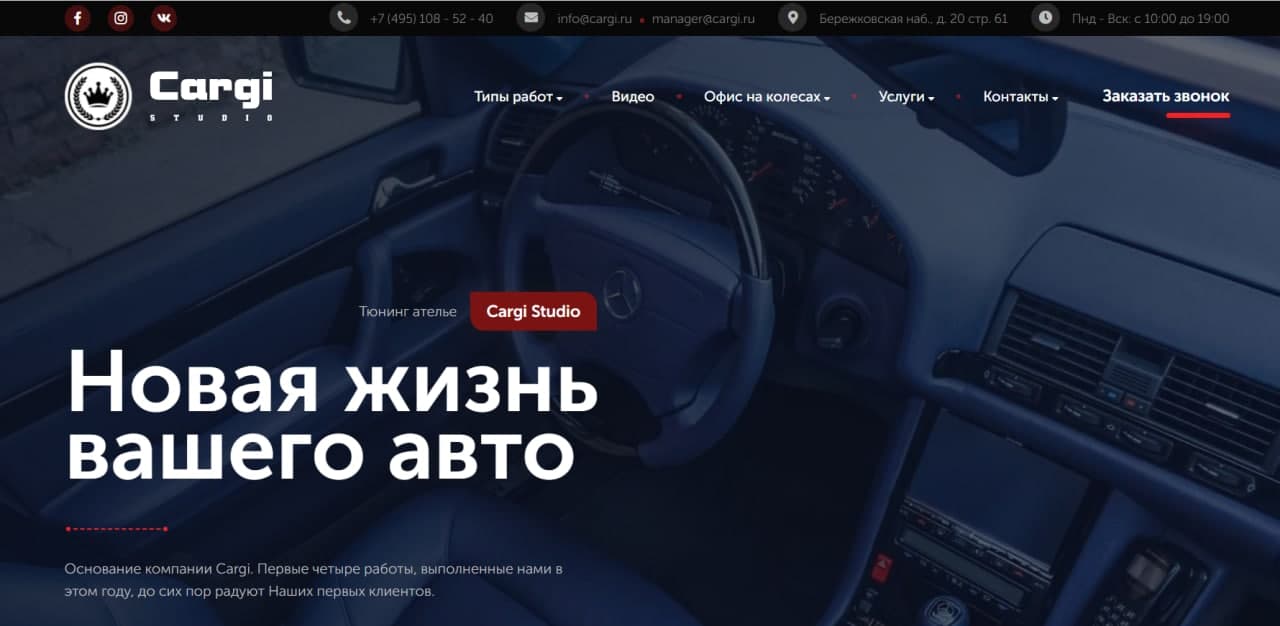 +7 (495) 108 - 52 - 40
info@cargi.ru • manager@cargi.ru
Бережковская наб., д. 20 стр. 61
Пнд - Вск: с 10:00 до 19:00
Cargi
STUDIO
Типы работ • Видео • Офис на колесах • Услуги • Контакты
Заказать звонок
Тюнинг ателье
Cargi Studio
Новая жизнь
вашего авто
Основание компании Cargi. Первые четыре работы, выполненные нами в
этом году, до сих пор радуют Наших первых клиентов.